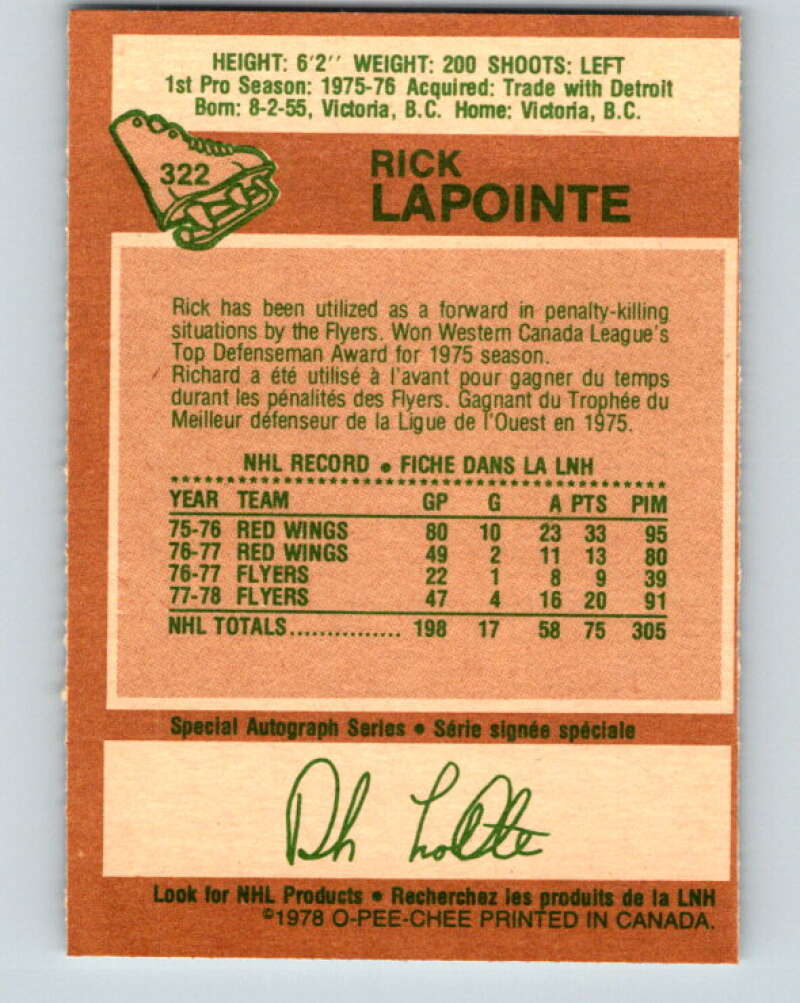 HEIGHT: 6'2'' WEIGHT: 200 SHOOTS: LEFT
1st Pro Season: 1975-76 Acquired: Trade with Detroit
Born: 8-2-55, Victoria, B.C. Home: Victoria, B.C.
322
RICK
LAPOINTE
Rick has been utilized as a forward in penalty-killing
situations by the Flyers. Won Western Canada League's
Top Defenseman Award for 1975 season.
Richard a été utilisé à l'avant pour gagner du temps
durant les pénalités des Flyers. Gagnant du Trophée du
Meilleur défenseur de la Ligue de l'Ouest en 1975.
NHL RECORD • FICHE DANS LA LNH
YEAR TEAM GP G A PTS PIM
75-76 RED WINGS 80 10 23 33 95
76-77 RED WINGS 49 2 11 13 80
76-77 FLYERS 22 1 8 9 39
77-78 FLYERS 47 4 16 20 91
NHL TOTALS............... 198 17 58 75 305
Special Autograph Series • Série signée spéciale
Look for NHL Products • Recherchez les produits de la LNH
©1978 O-PEE-CHEE PRINTED IN CANADA.